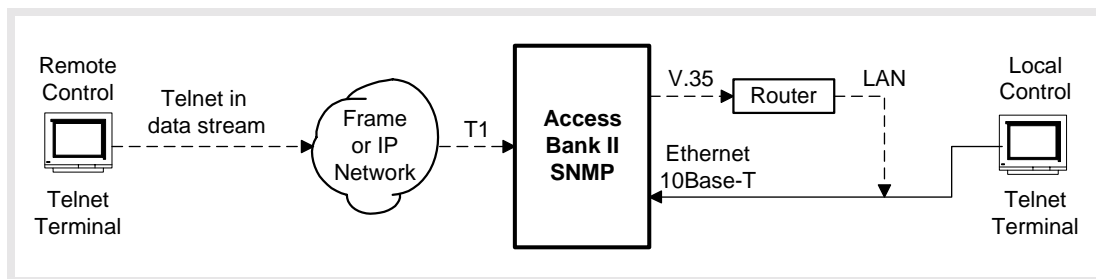 Remote
Control
Telnet in
data stream
Telnet
Terminal
Frame
or IP
Network
T1
Access
Bank II
SNMP
V.35
Router
LAN
Ethernet
10Base-T
Local
Control
Telnet
Terminal